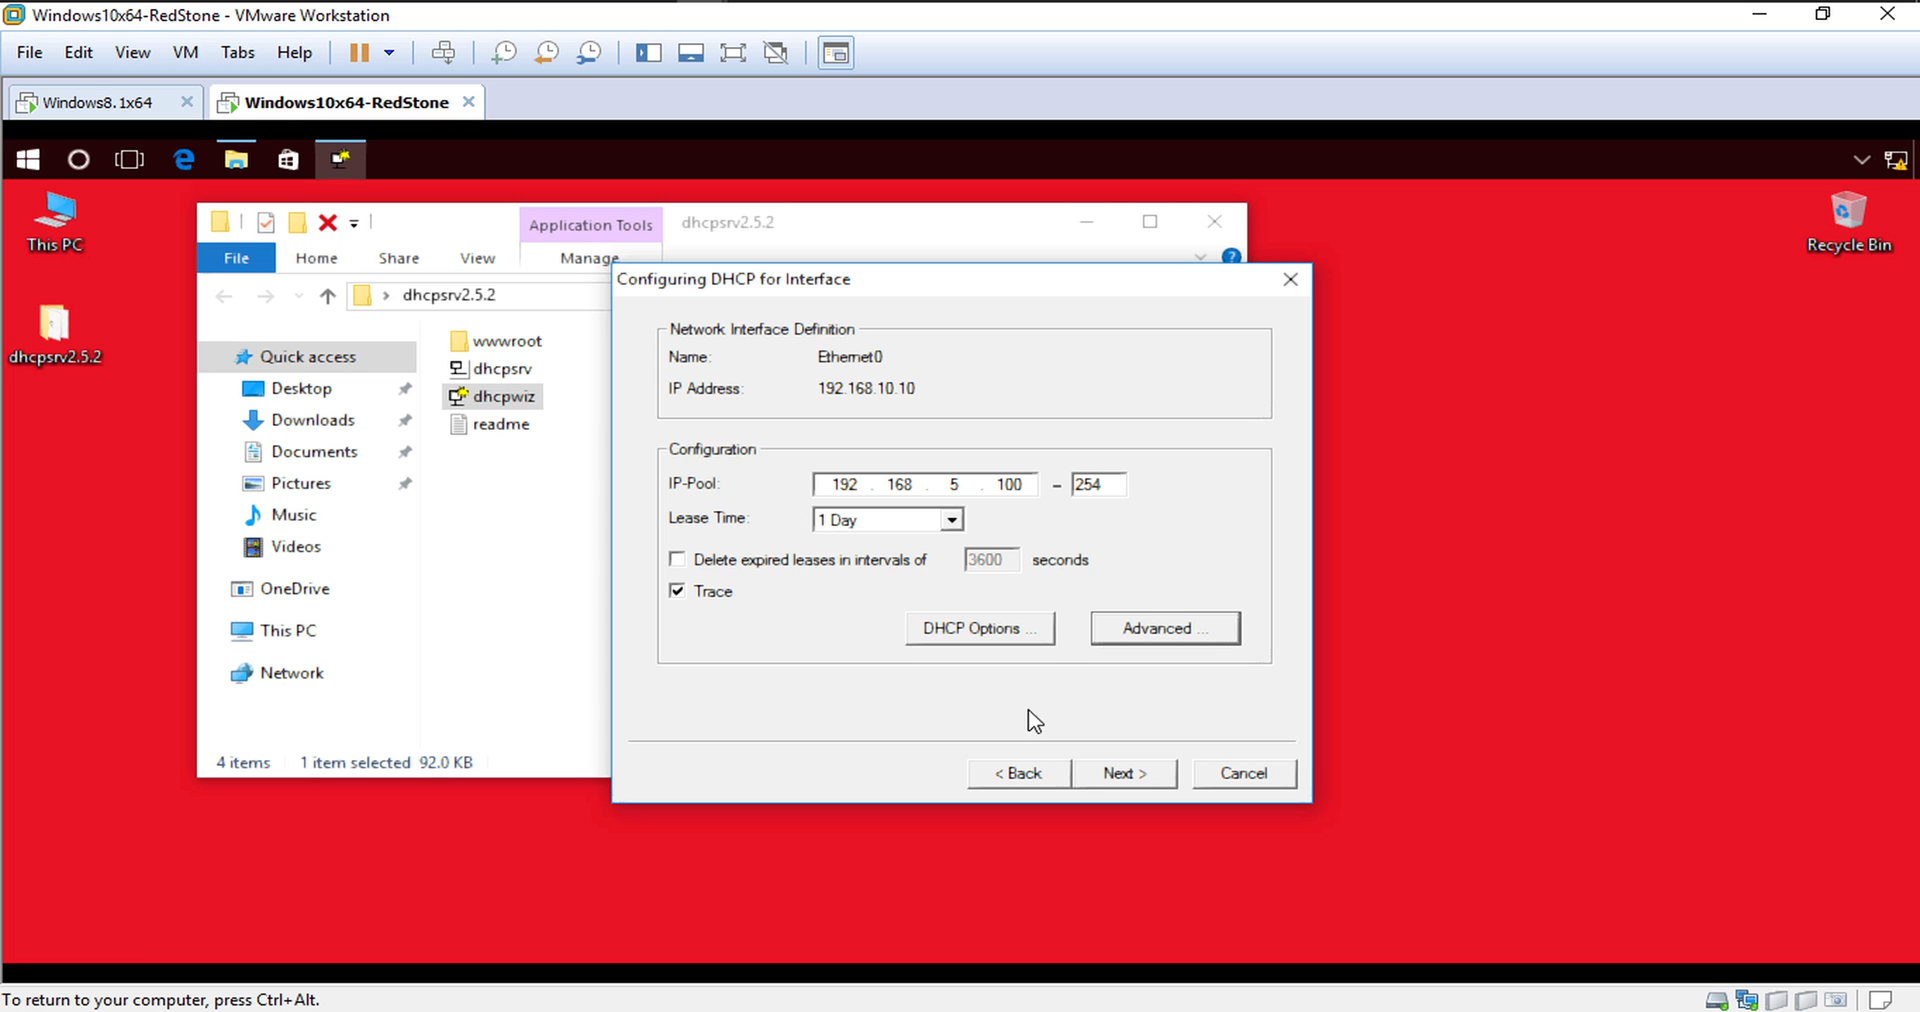 Windows10x64-RedStone - VMware Workstation
File Edit View VM Tabs Help
Windows8.1x64
Windows10x64-RedStone
This PC
dhcpsrv2.5.2
Recycle Bin
Application Tools
dhcpsrv2.5.2
File Home Share View Manage
dhcpsrv2.5.2
Quick access
Desktop
Downloads
Documents
Pictures
Music
Videos
OneDrive
This PC
Network
wwwroot
dhcpsrv
dhcpwiz
readme
4 items 1 item selected 92.0 KB
Configuring DHCP for Interface
Network Interface Definition
Name: Ethernet0
IP Address: 192.168.10.10
Configuration
IP-Pool: 192 . 168 . 5 . 100 – 254
Lease Time: 1 Day
Delete expired leases in intervals of 3600 seconds
Trace
DHCP Options ... Advanced ...
< Back Next > Cancel
To return to your computer, press Ctrl+Alt.